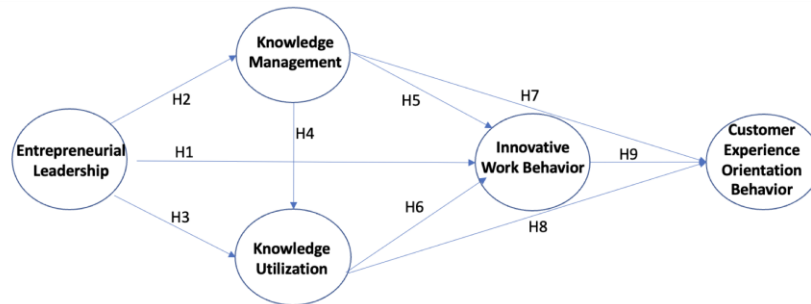 Knowledge
Management
H2
H5
H7
H4
Entrepreneurial
Leadership
H1
Innovative
Work Behavior
H9
Customer
Experience
Orientation
Behavior
H3
H6
H8
Knowledge
Utilization